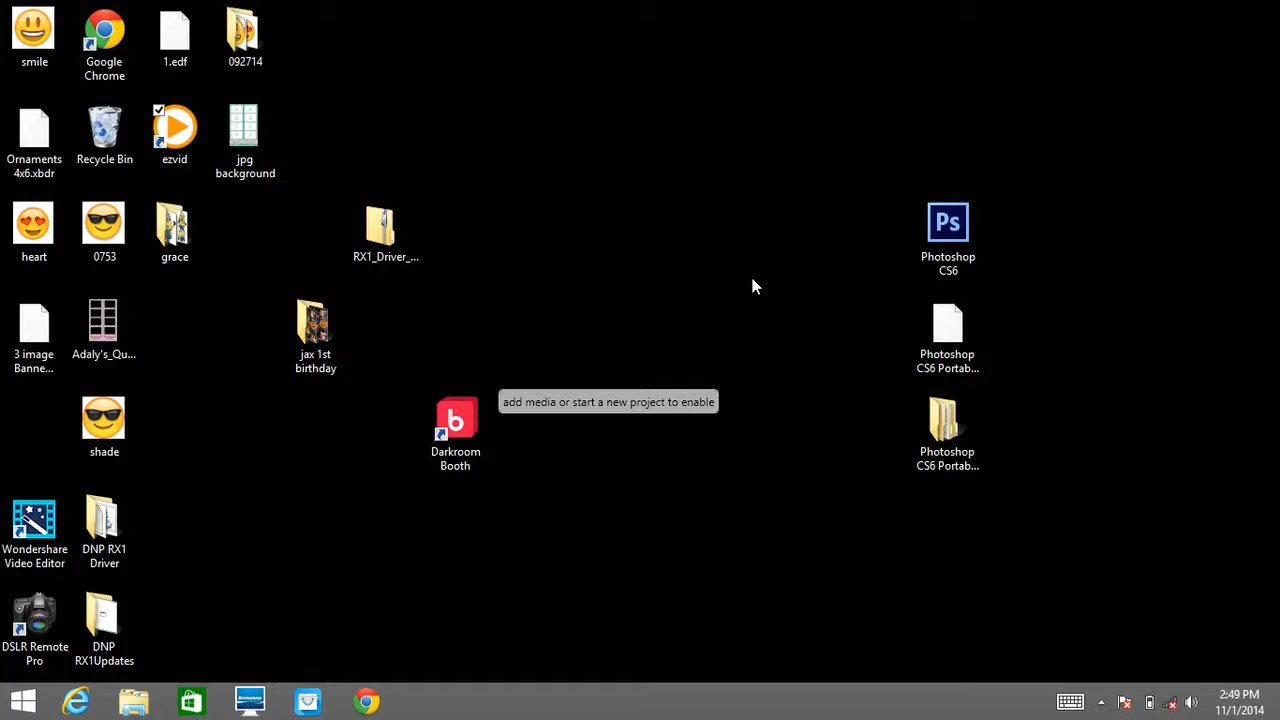 smile
Google
Chrome
1.edf
092714
Ornaments
4x6.xbdr
Recycle Bin
ezvid
jpg
background
heart
0753
grace
RX1_Driver_...
Photoshop
CS6
Ps
3 image
Banne...
Adaly's_Qu...
jax 1st
birthday
Photoshop
CS6 Portab...
add media or start a new project to enable
shade
b
Darkroom
Booth
Photoshop
CS6 Portab...
Wondershare
Video Editor
DNP RX1
Driver
DSLR Remote
Pro
DNP
RX1Updates
2:49 PM
11/1/2014